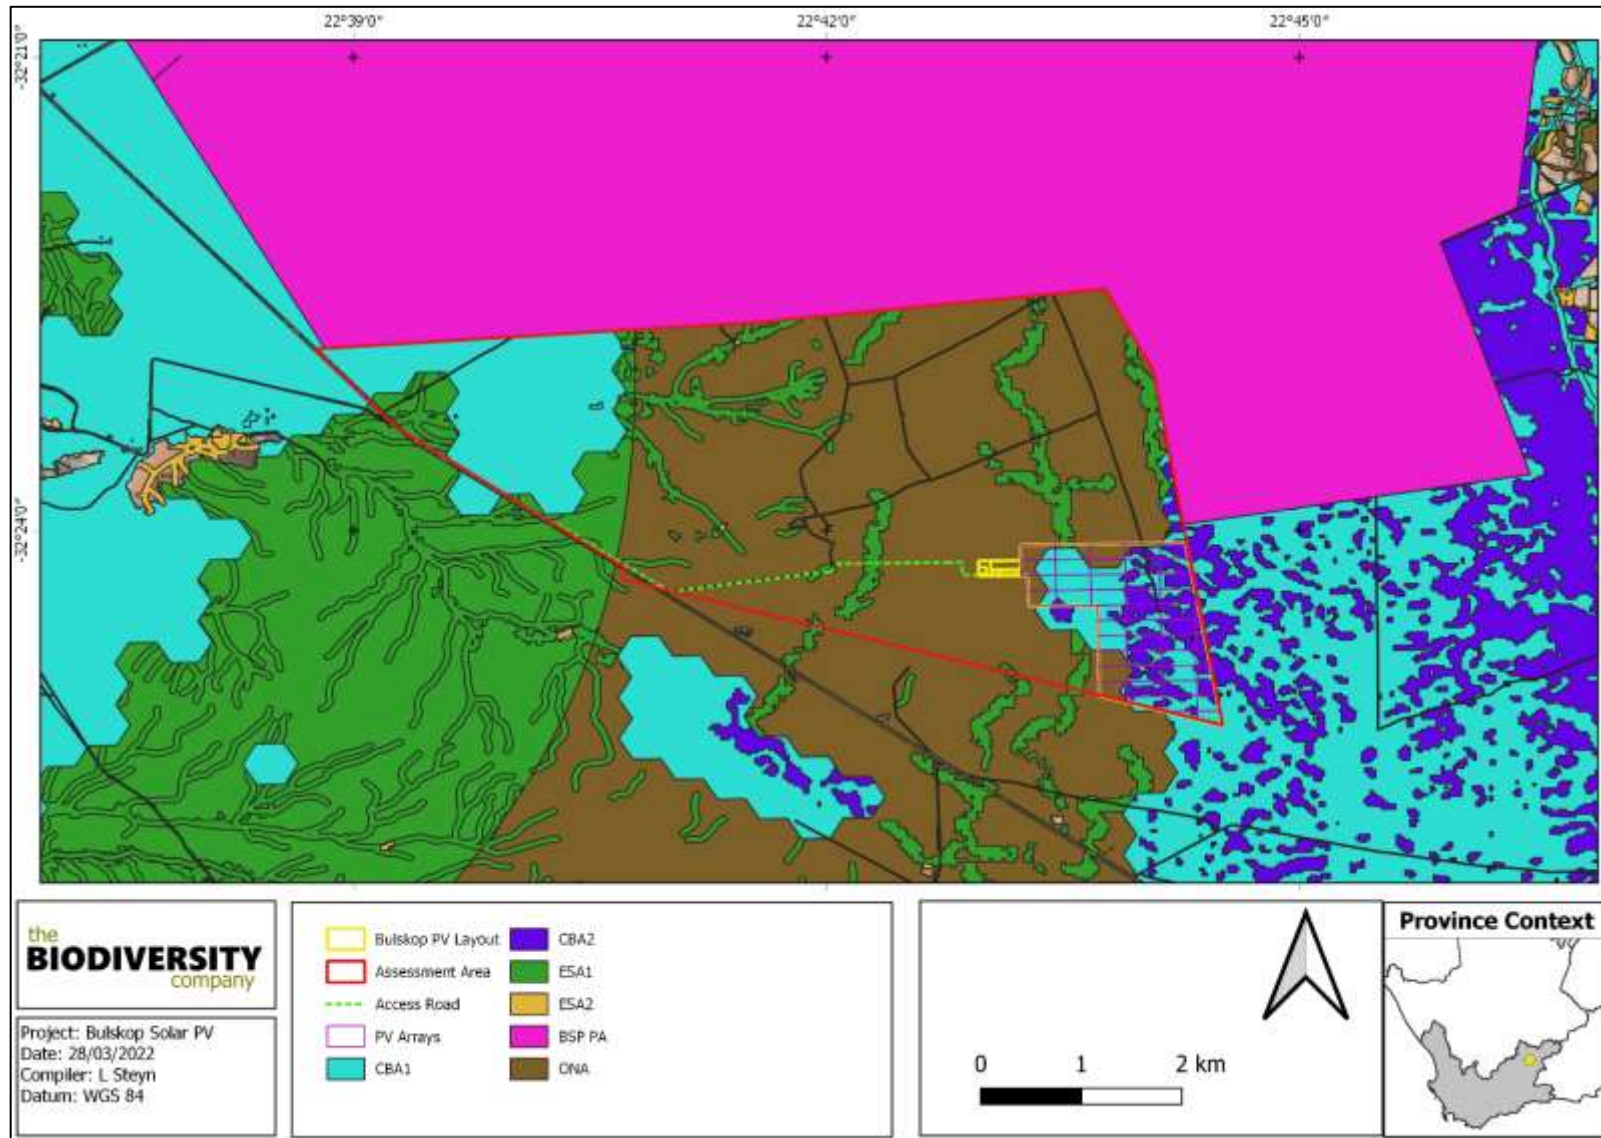 22°39'0"
22°42'0"
22°45'0"
-32°21'0"
-32°24'0"
the
BIODIVERSITY
company
Project: Bulskop Solar PV
Date: 28/03/2022
Compiler: L Steyn
Datum: WGS 84
Bulskop PV Layout
Assessment Area
Access Road
PV Arrays
CBA1
CBA2
ESA1
ESA2
BSP PA
ONA
0 1 2 km
Province Context